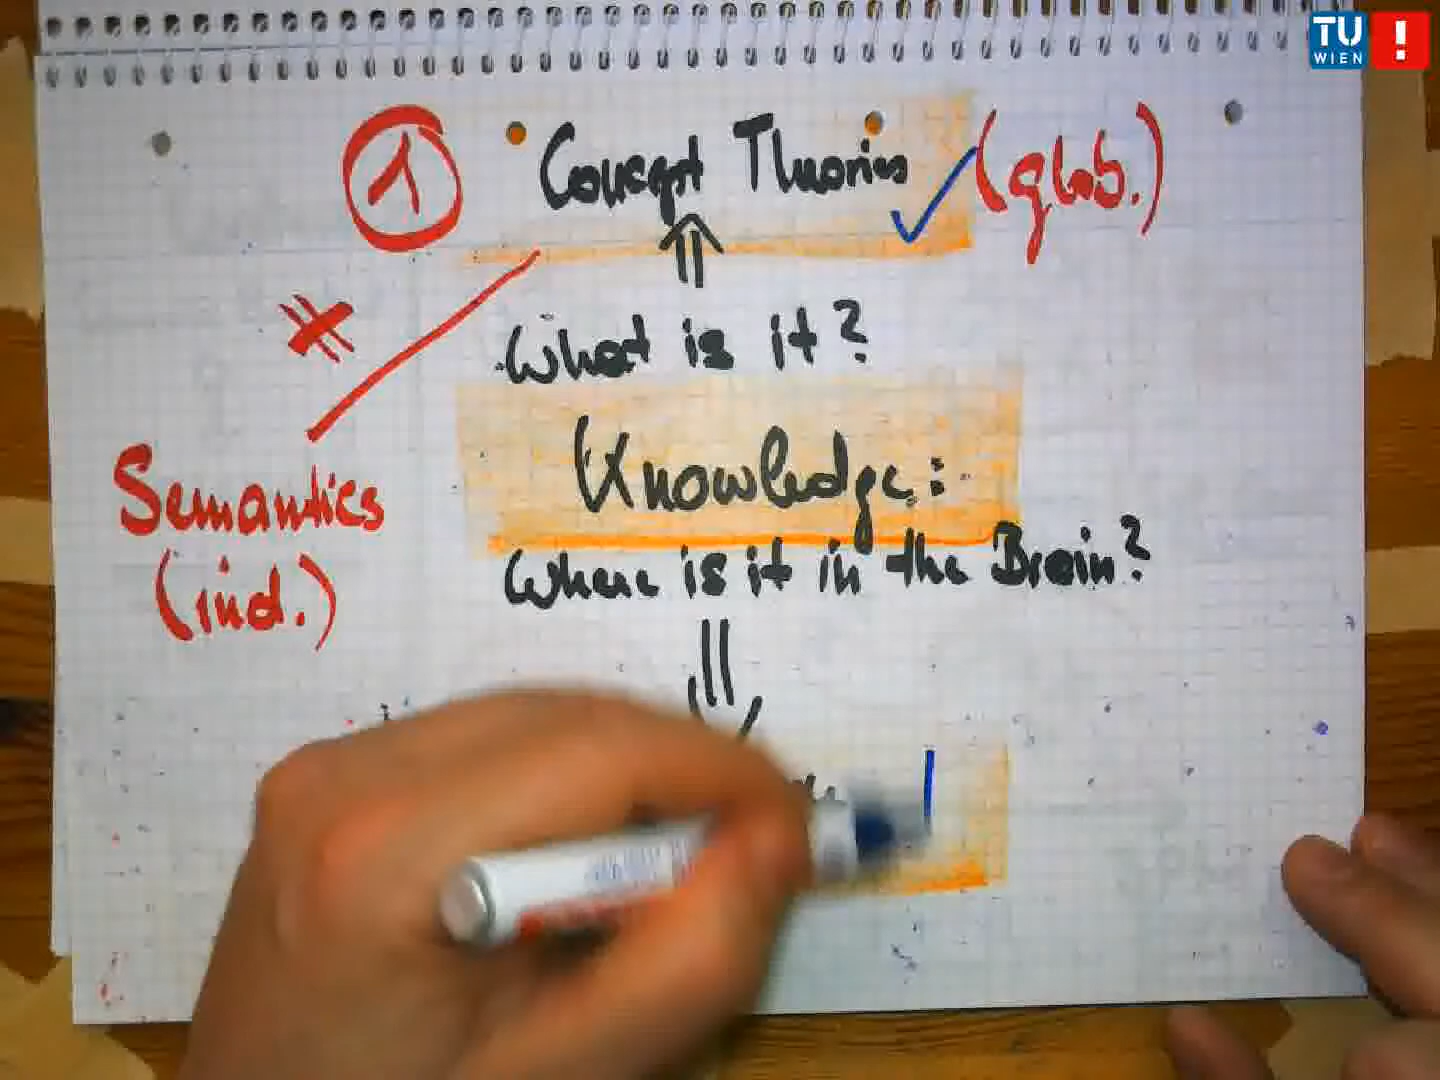 TU
WIEN
!
1
Concept Theories
(glob.)
What is it?
≠
Knowledge:
Semantics
(ind.)
Where is it in the Brain?